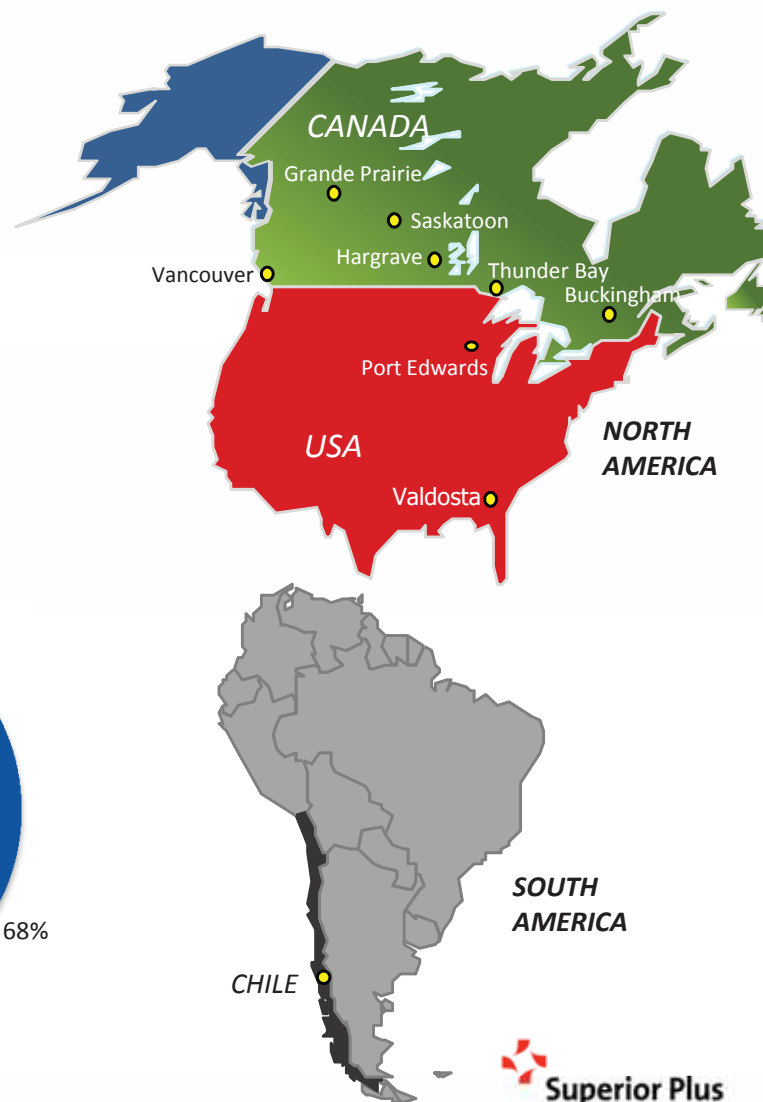 CANADA
Grande Prairie
Saskatoon
Hargrave
Vancouver
Thunder Bay
Buckingham
Port Edwards
USA
NORTH
AMERICA
Valdosta
68%
SOUTH
AMERICA
CHILE
Superior Plus